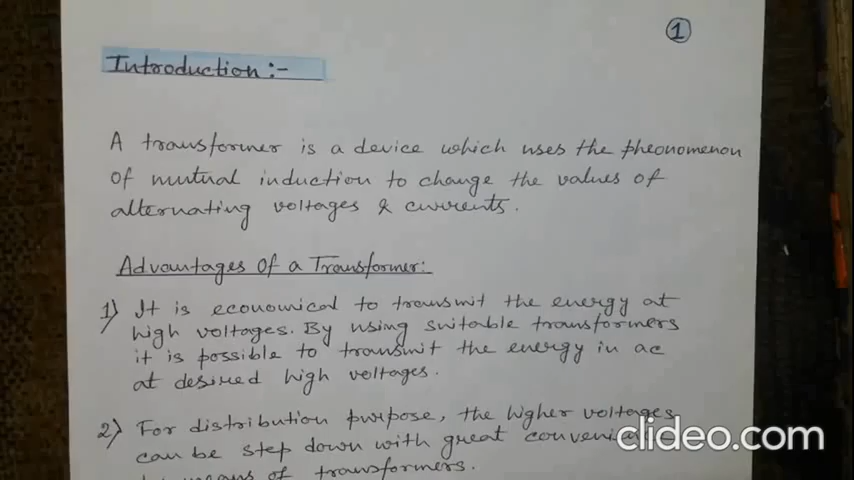 1
Introduction :-
A transformer is a device which uses the pheonomenon
of mutual induction to change the values of
alternating voltages & currents.
Advantages of a Transformer:
1) It is economical to transmit the energy at
high voltages. By using suitable transformers
it is possible to transmit the energy in ac
at desired high voltages.
2) For distribution purpose, the higher voltages
can be step down with great
clideo.com
means of transformers.